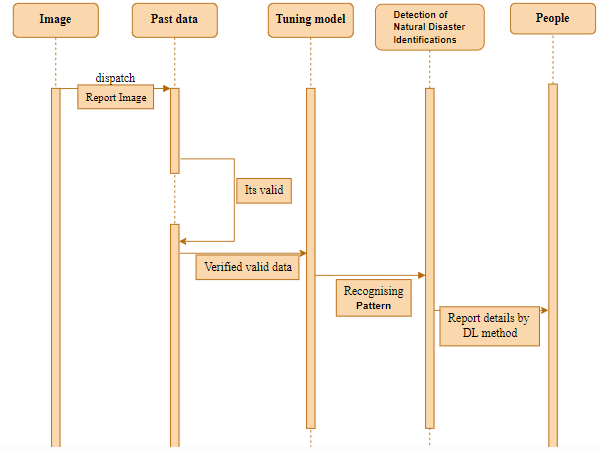 Image
Past data
Tuning model
Detection of
Natural Disaster
Identifications
People
dispatch
Report Image
Its valid
Verified valid data
Recognising
Pattern
Report details by
DL method